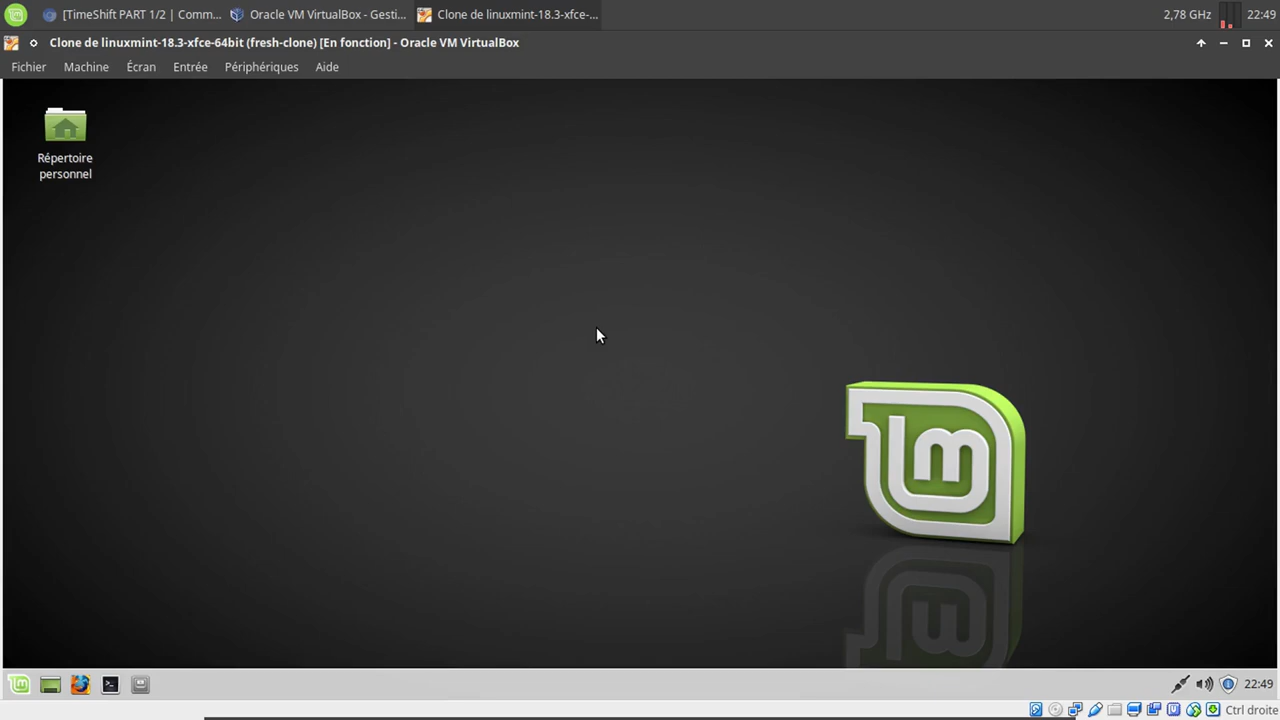 [TimeShift PART 1/2 | Comm... Oracle VM VirtualBox - Gesti... Clone de linuxmint-18.3-xfce-... 2,78 GHz 22:49
Clone de linuxmint-18.3-xfce-64bit (fresh-clone) [En fonction] - Oracle VM VirtualBox
Fichier Machine Écran Entrée Périphériques Aide
Répertoire
personnel
22:49
Ctrl droite